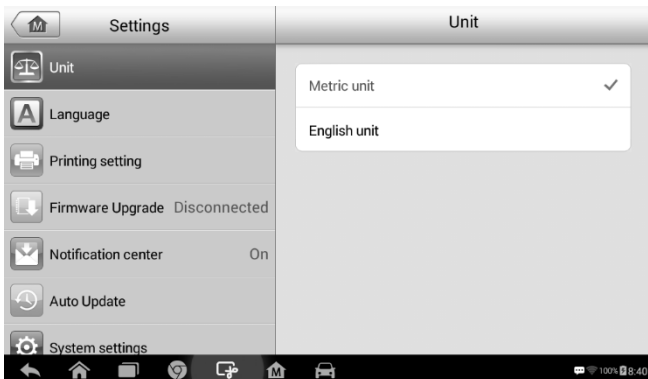 M Settings
Unit
Unit
Metric unit
English unit
A Language
Printing setting
Firmware Upgrade Disconnected
Notification center On
Auto Update
System settings
M 100% 8:40